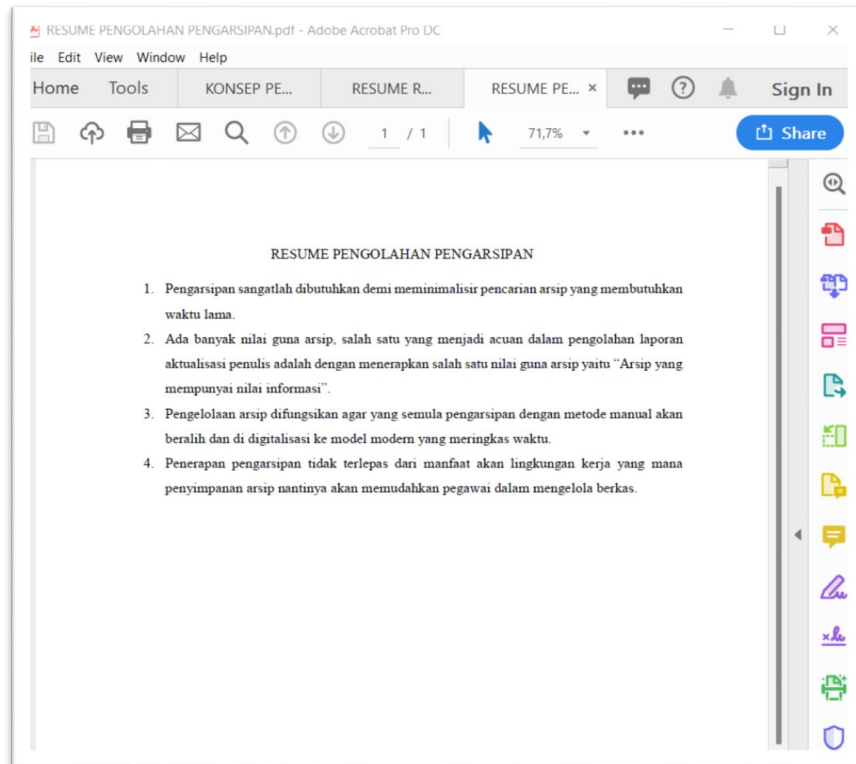 RESUME PENGOLAHAN PENGARSIPAN.pdf - Adobe Acrobat Pro DC
ile Edit View Window Help
Home Tools KONSEP PE... RESUME R... RESUME PE... × Sign In
1 / 1 71,7% Share
RESUME PENGOLAHAN PENGARSIPAN
1. Pengarsipan sangatlah dibutuhkan demi meminimalisir pencarian arsip yang membutuhkan
waktu lama.
2. Ada banyak nilai guna arsip, salah satu yang menjadi acuan dalam pengolahan laporan
aktualisasi penulis adalah dengan menerapkan salah satu nilai guna arsip yaitu “Arsip yang
mempunyai nilai informasi”.
3. Pengelolaan arsip difungsikan agar yang semula pengarsipan dengan metode manual akan
beralih dan di digitalisasi ke model modern yang meringkas waktu.
4. Penerapan pengarsipan tidak terlepas dari manfaat akan lingkungan kerja yang mana
penyimpanan arsip nantinya akan memudahkan pegawai dalam mengelola berkas.